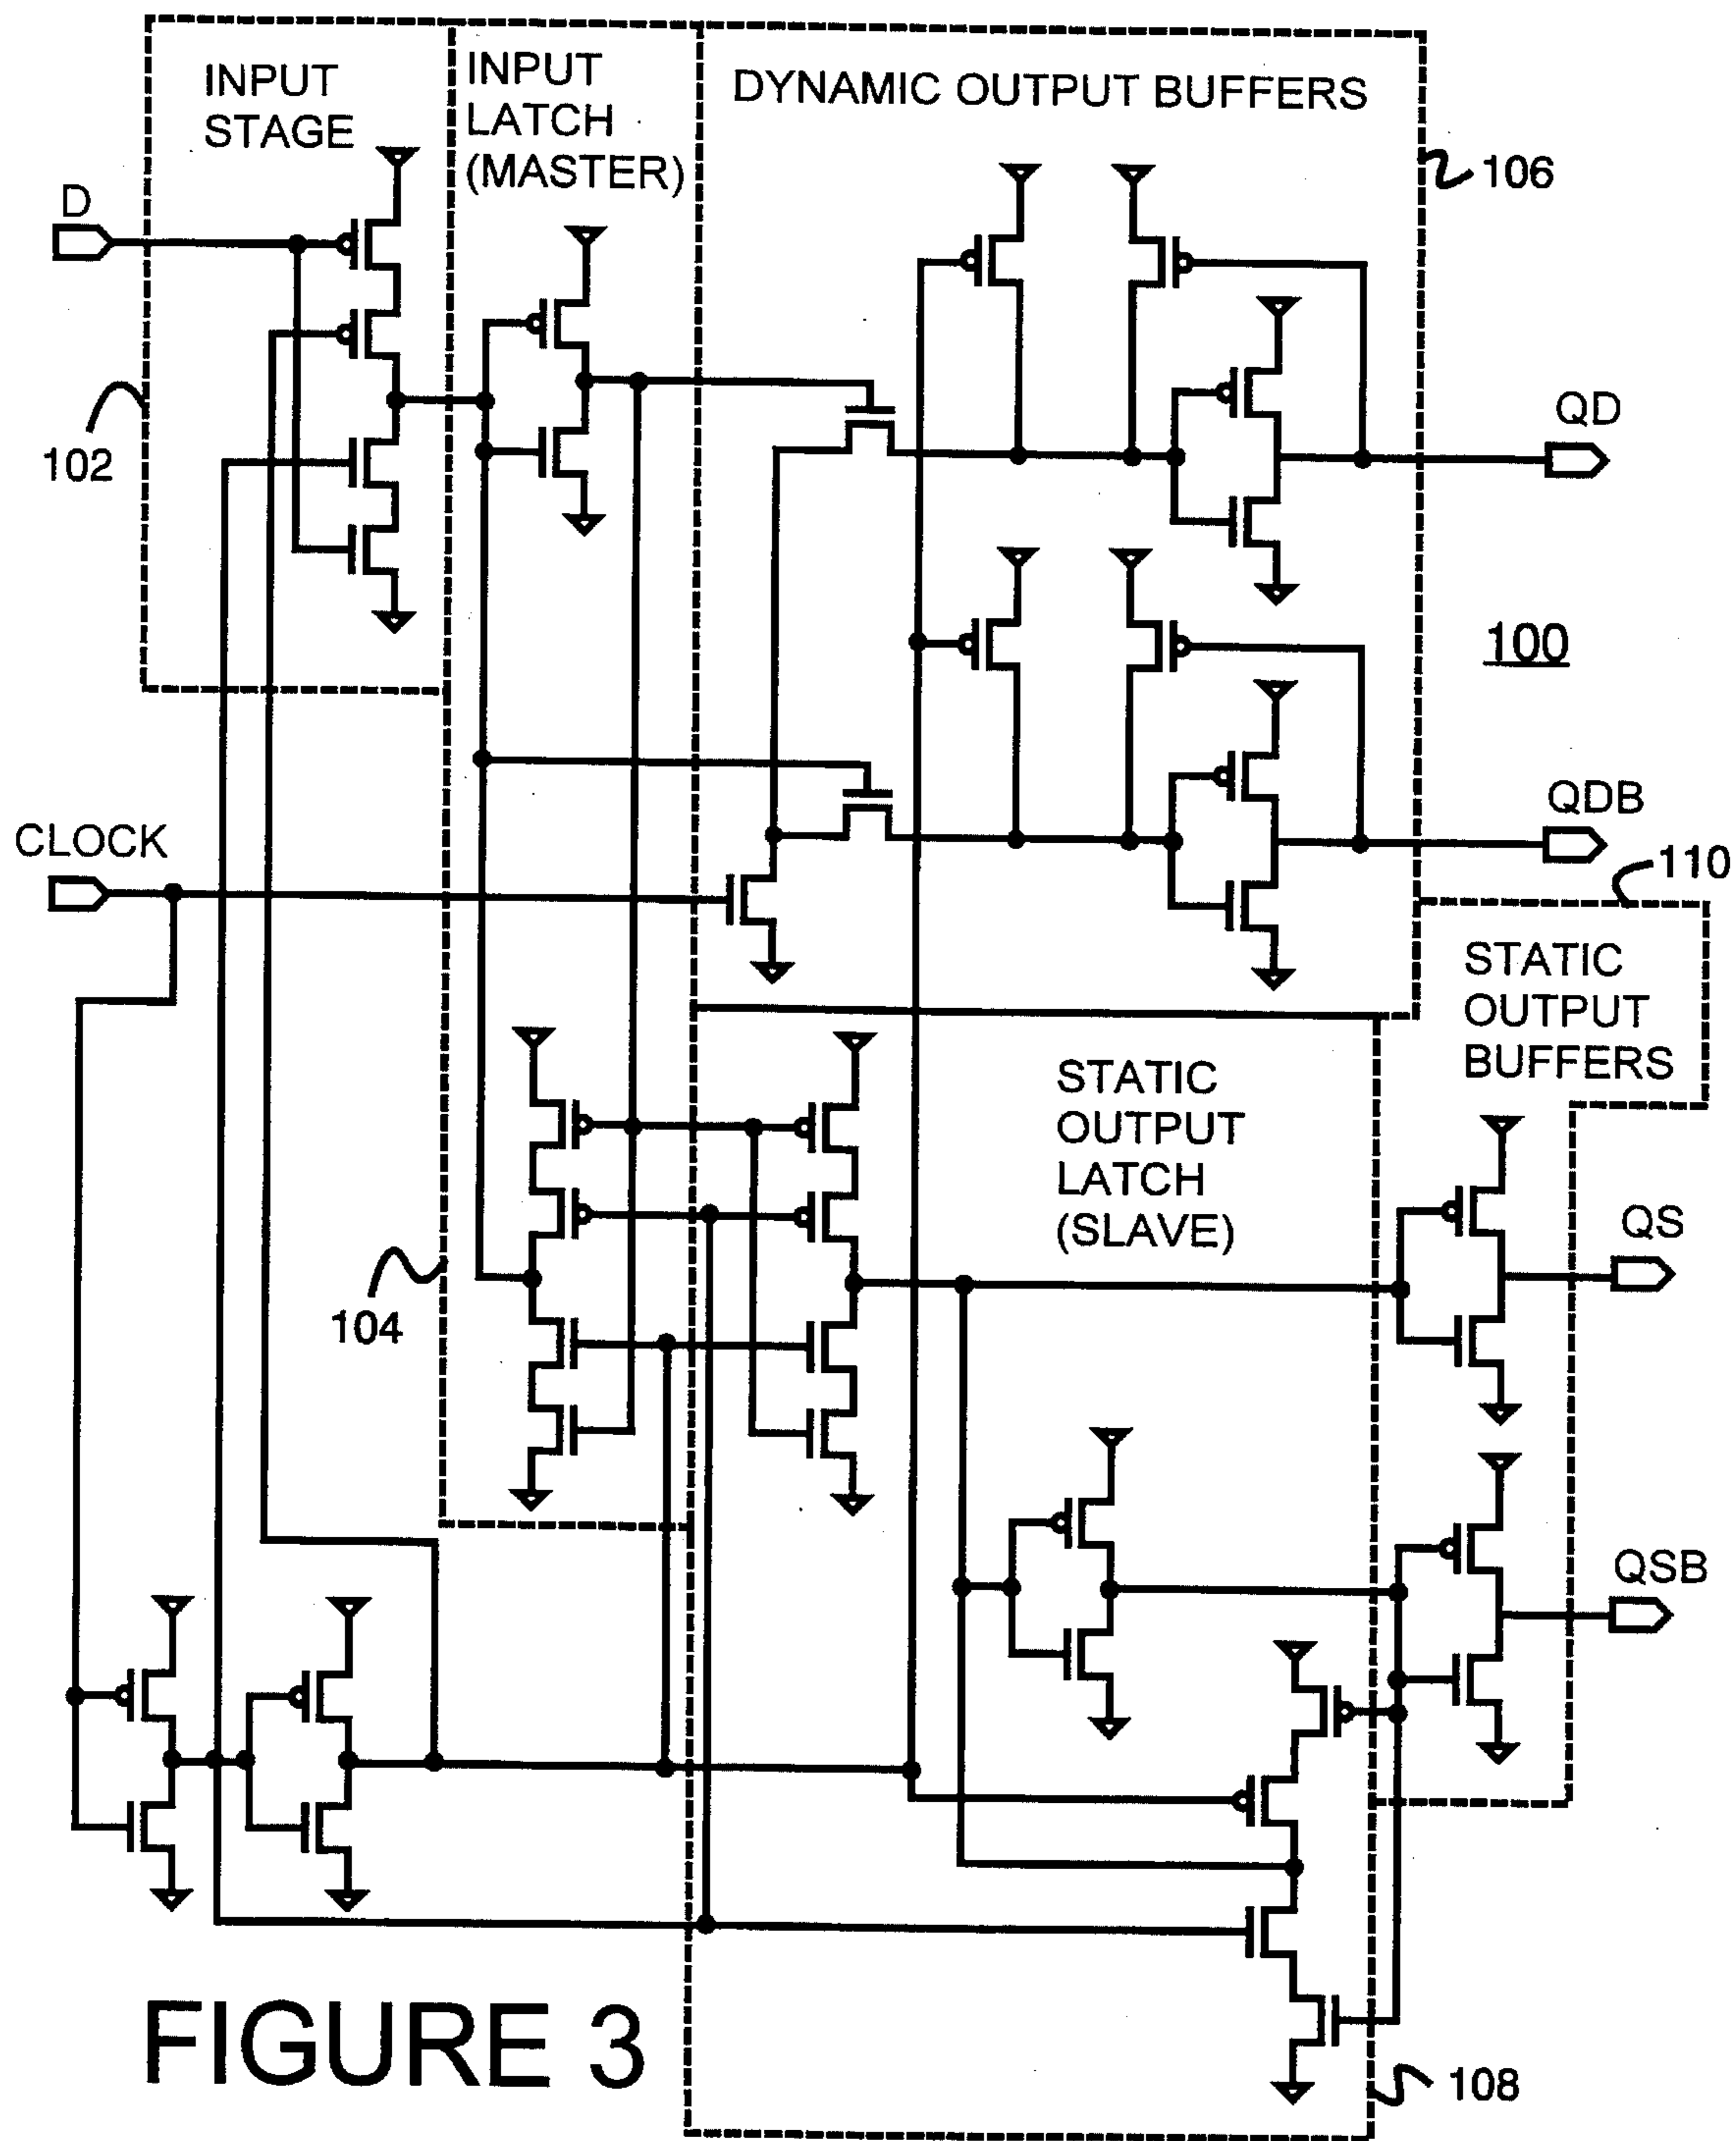 INPUT
STAGE
INPUT
LATCH
(MASTER)
DYNAMIC OUTPUT BUFFERS
106
D
102
QD
100
QDB
CLOCK
110
STATIC
OUTPUT
BUFFERS
STATIC
OUTPUT
LATCH
(SLAVE)
QS
104
QSB
FIGURE 3
108